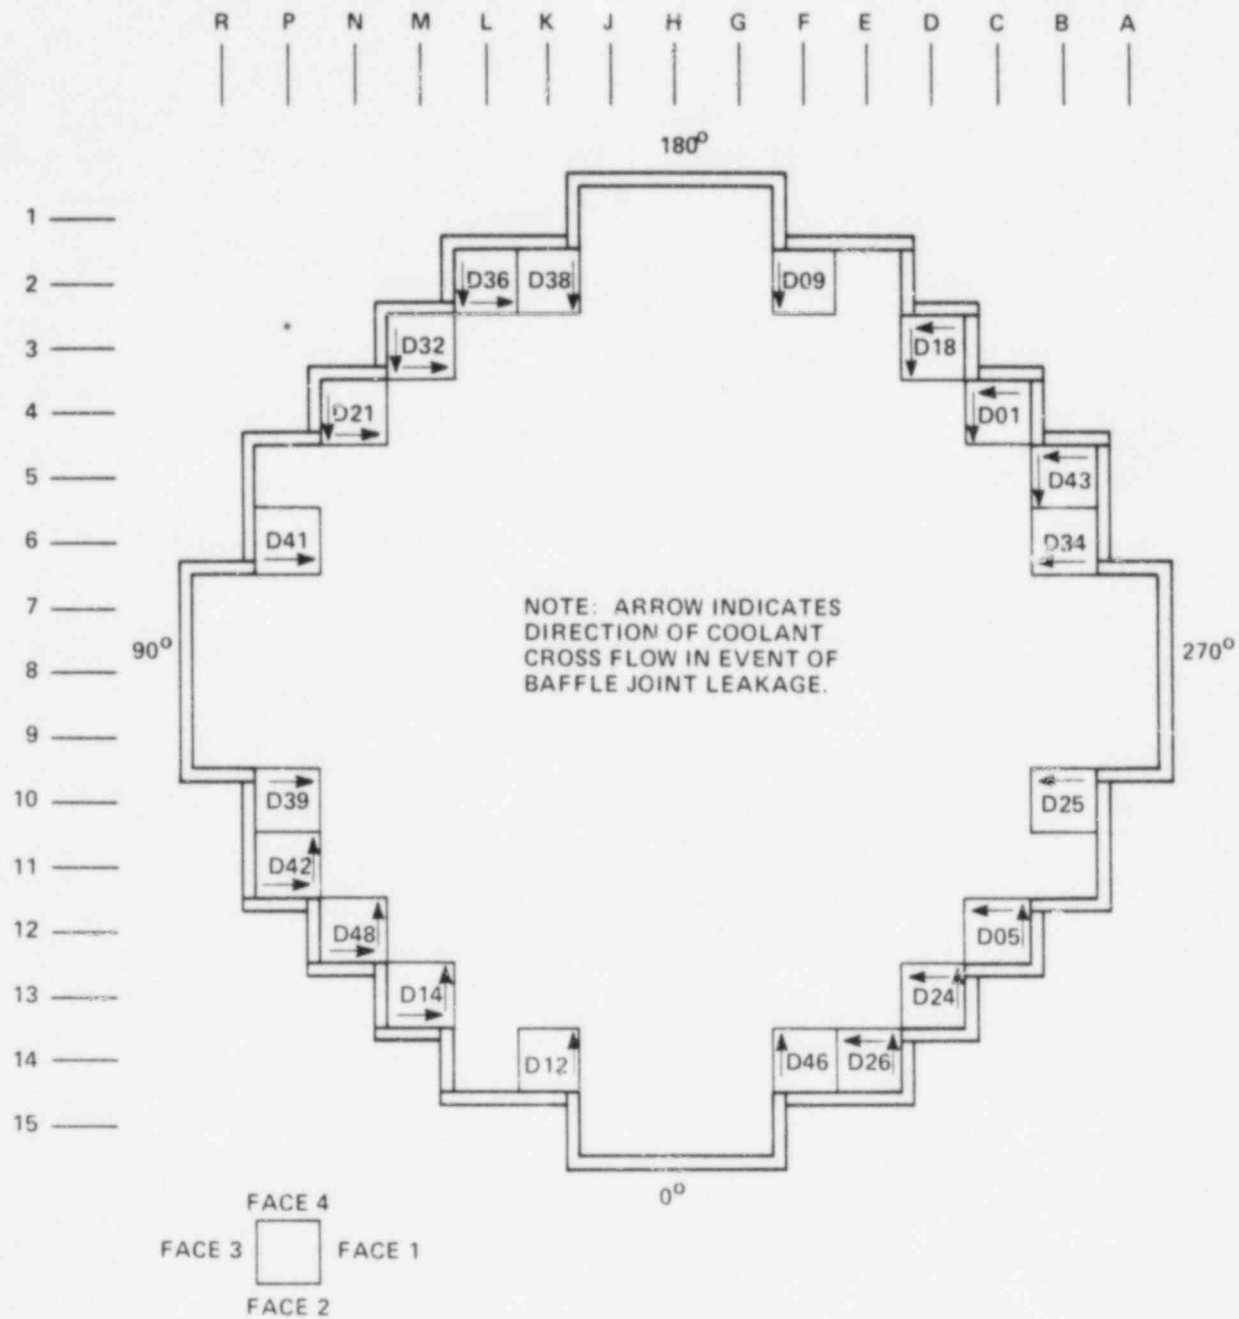 R P N M L K J H G F E D C B A
180°
1
2 D36 D38 D09
3 D32 D18
4 D21 D01
5 D43
6 D41 D34
7
90° 270°
8
9
NOTE: ARROW INDICATES
DIRECTION OF COOLANT
CROSS FLOW IN EVENT OF
BAFFLE JOINT LEAKAGE.
10 D39 D25
11 D42
12 D48 D05
13 D14 D24
14 D12 D46 D26
15
0°
FACE 4
FACE 3 FACE 1
FACE 2